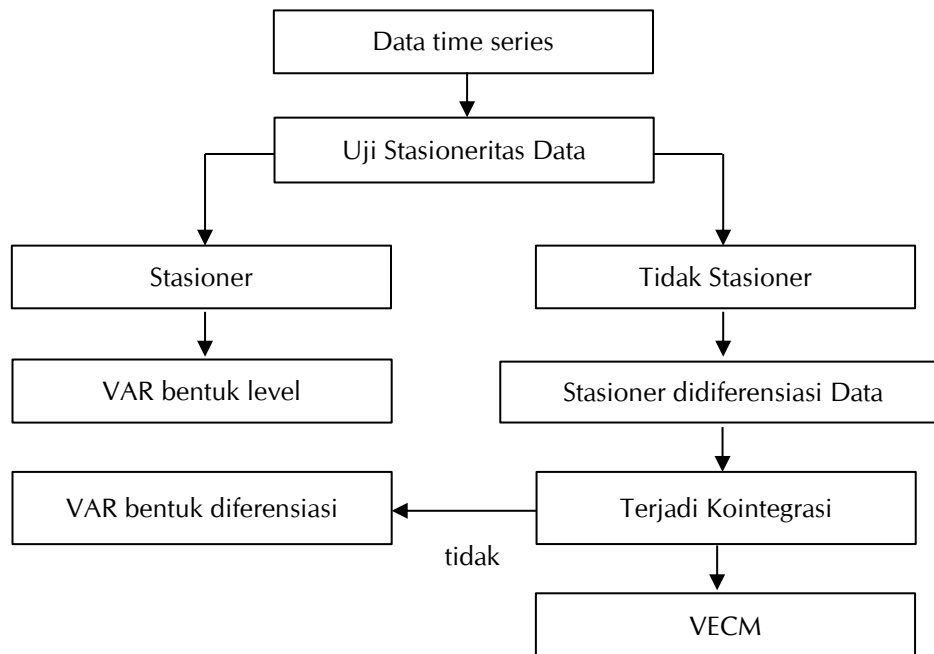 Data time series
Uji Stasioneritas Data
Stasioner
Tidak Stasioner
VAR bentuk level
Stasioner didiferensiasi Data
VAR bentuk diferensiasi
Terjadi Kointegrasi
tidak
VECM